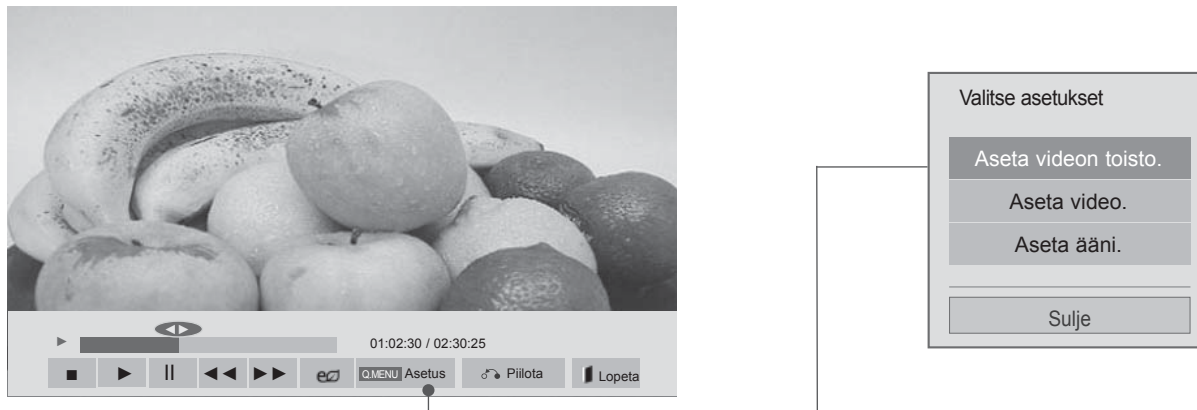 01:02:30 / 02:30:25
Q.MENU Asetus
Piilota
Lopeta
Valitse asetukset
Aseta videon toisto.
Aseta video.
Aseta ääni.
Sulje